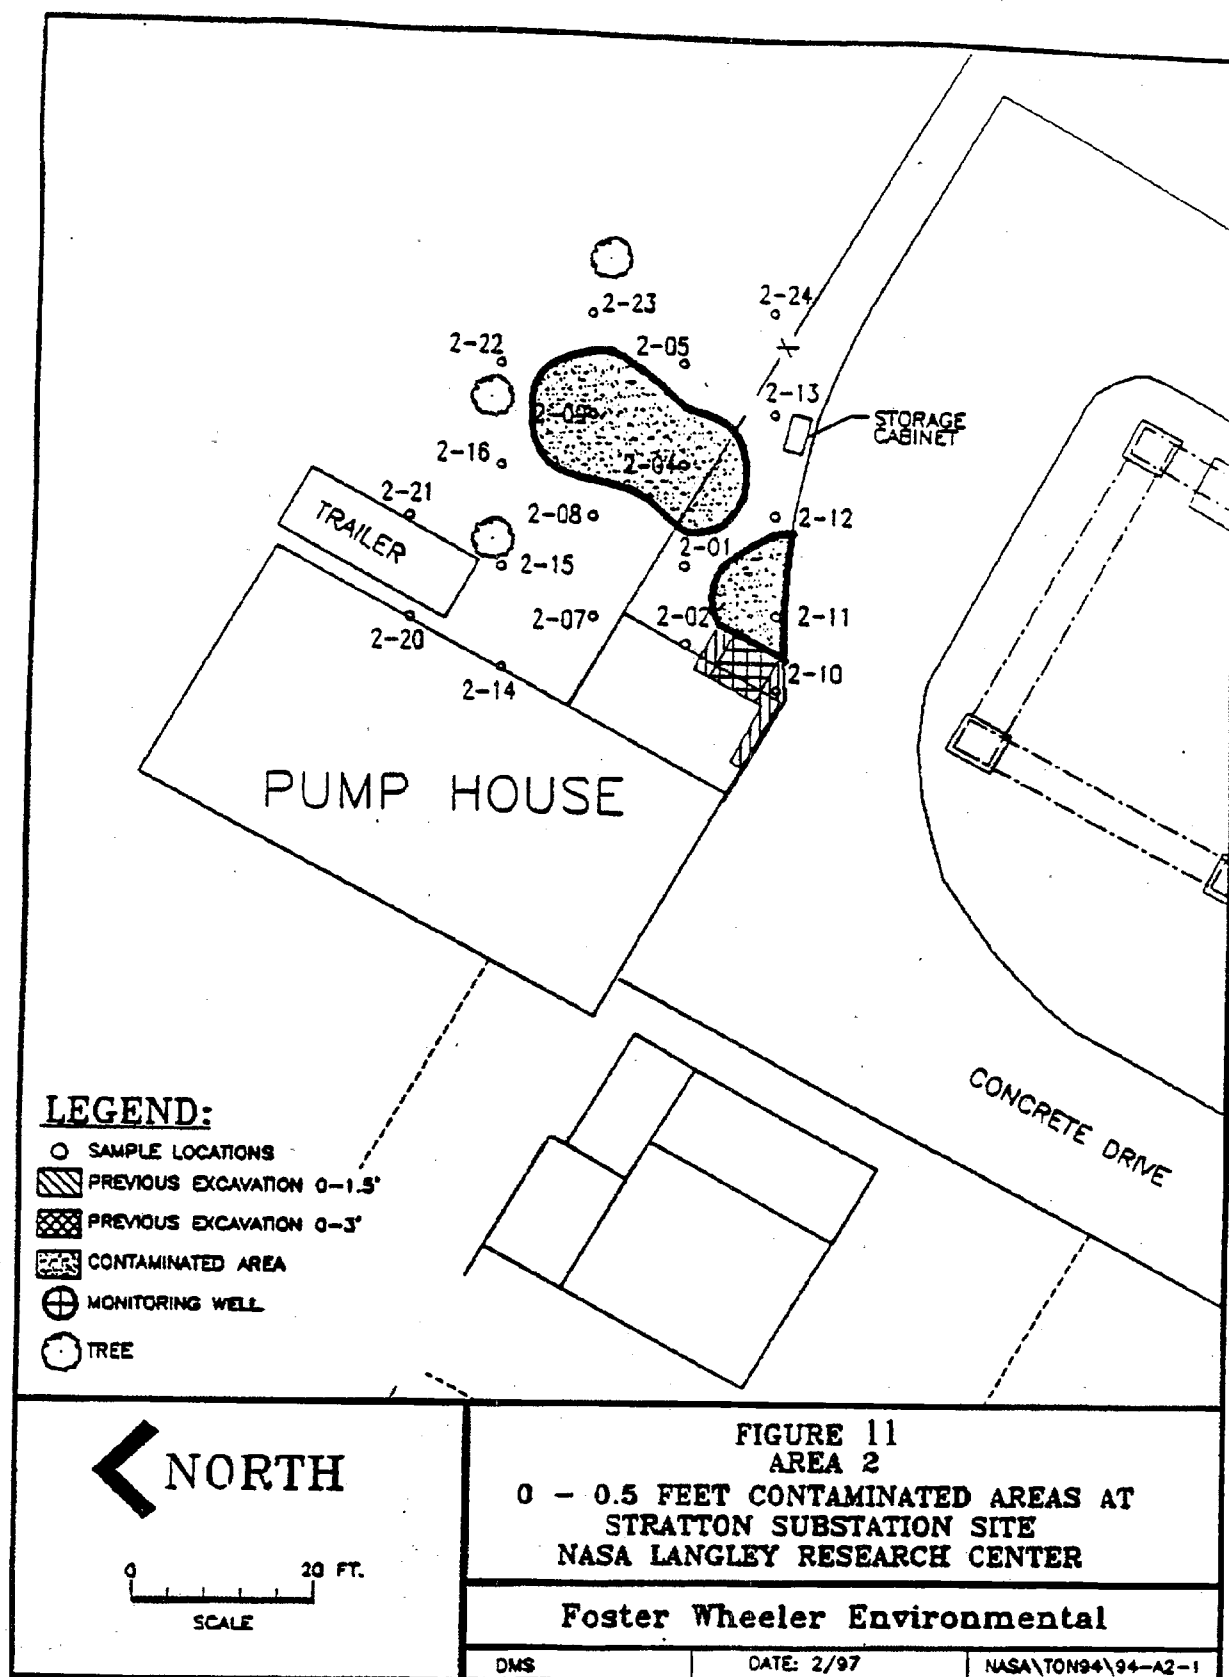 2-23
2-24
2-22
2-05
2-13
2-09
STORAGE
CABINET
2-16
2-04
2-21
TRAILER
2-08
2-12
2-01
2-15
2-07
2-02
2-11
2-20
2-14
2-10
PUMP HOUSE
CONCRETE DRIVE
LEGEND:
SAMPLE LOCATIONS
PREVIOUS EXCAVATION 0-1.5'
PREVIOUS EXCAVATION 0-3'
CONTAMINATED AREA
MONITORING WELL
TREE
NORTH
0 20 FT.
SCALE
FIGURE 11
AREA 2
0 - 0.5 FEET CONTAMINATED AREAS AT
STRATTON SUBSTATION SITE
NASA LANGLEY RESEARCH CENTER
Foster Wheeler Environmental
DMS DATE: 2/97 NASA\TON94\94-A2-1